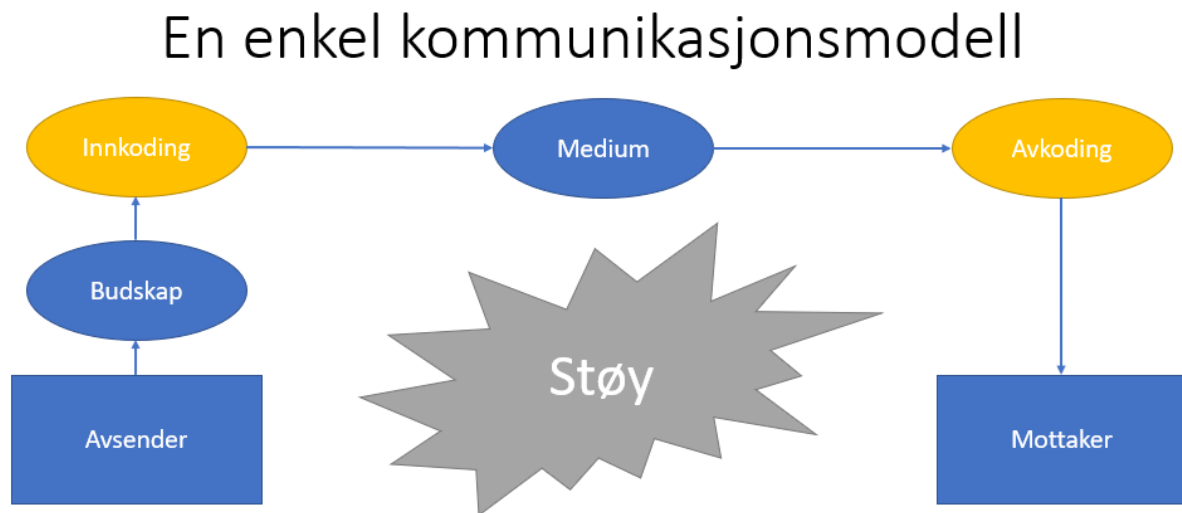 En enkel kommunikasjonsmodell
Innkoding
Medium
Avkoding
Budskap
Støy
Avsender
Mottaker